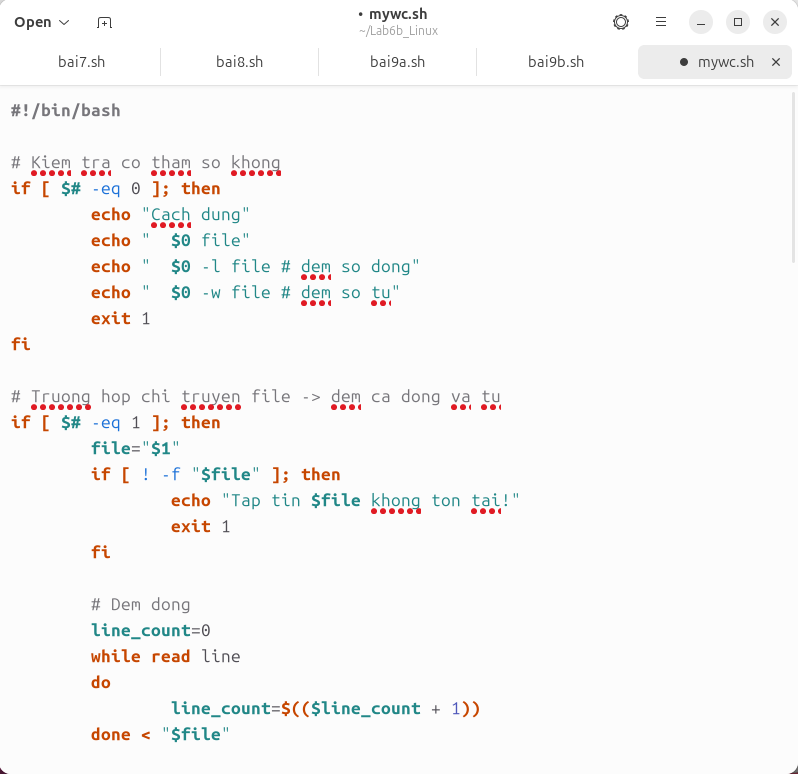 Open
• mywc.sh
~/Lab6b_Linux
bai7.sh
bai8.sh
bai9a.sh
bai9b.sh
● mywc.sh
#!/bin/bash
# Kiem tra co tham so khong
if [ $# -eq 0 ]; then
echo "Cach dung"
echo "  $0 file"
echo "  $0 -l file # dem so dong"
echo "  $0 -w file # dem so tu"
exit 1
fi
# Truong hop chi truyen file -> dem ca dong va tu
if [ $# -eq 1 ]; then
file="$1"
if [ ! -f "$file" ]; then
echo "Tap tin $file khong ton tai!"
exit 1
fi
# Dem dong
line_count=0
while read line
do
line_count=$(($line_count + 1))
done < "$file"